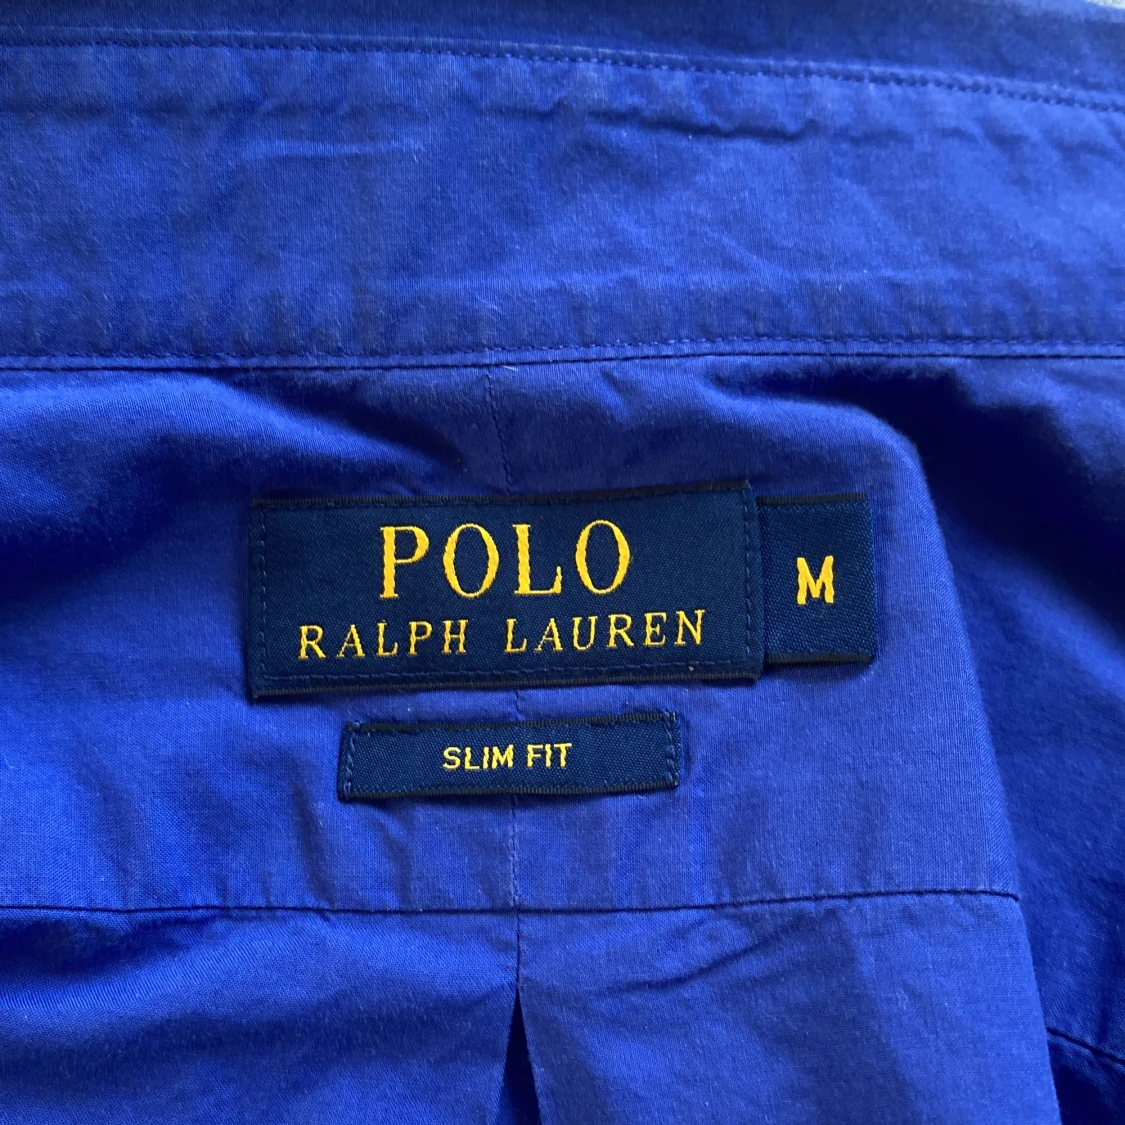 POLO
RALPH LAUREN
M
SLIM FIT